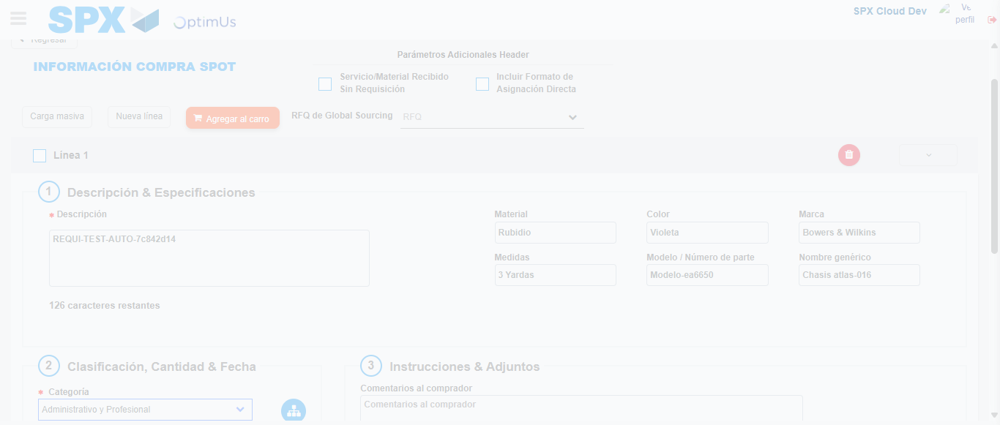 SPX
OptimUs
SPX Cloud Dev
perfil
Regresar
INFORMACIÓN COMPRA SPOT
Parámetros Adicionales Header
Servicio/Material Recibido
Sin Requisición
Incluir Formato de
Asignación Directa
Carga masiva
Nueva línea
Agregar al carro
RFQ de Global Sourcing
RFQ
Línea 1
1
Descripción & Especificaciones
* Descripción
REQUI-TEST-AUTO-7c842d14
126 caracteres restantes
Material
Rubidio
Color
Violeta
Marca
Bowers & Wilkins
Medidas
3 Yardas
Modelo / Número de parte
Modelo-ea6650
Nombre genérico
Chasis atlas-016
2
Clasificación, Cantidad & Fecha
* Categoría
Administrativo y Profesional
3
Instrucciones & Adjuntos
Comentarios al comprador
Comentarios al comprador